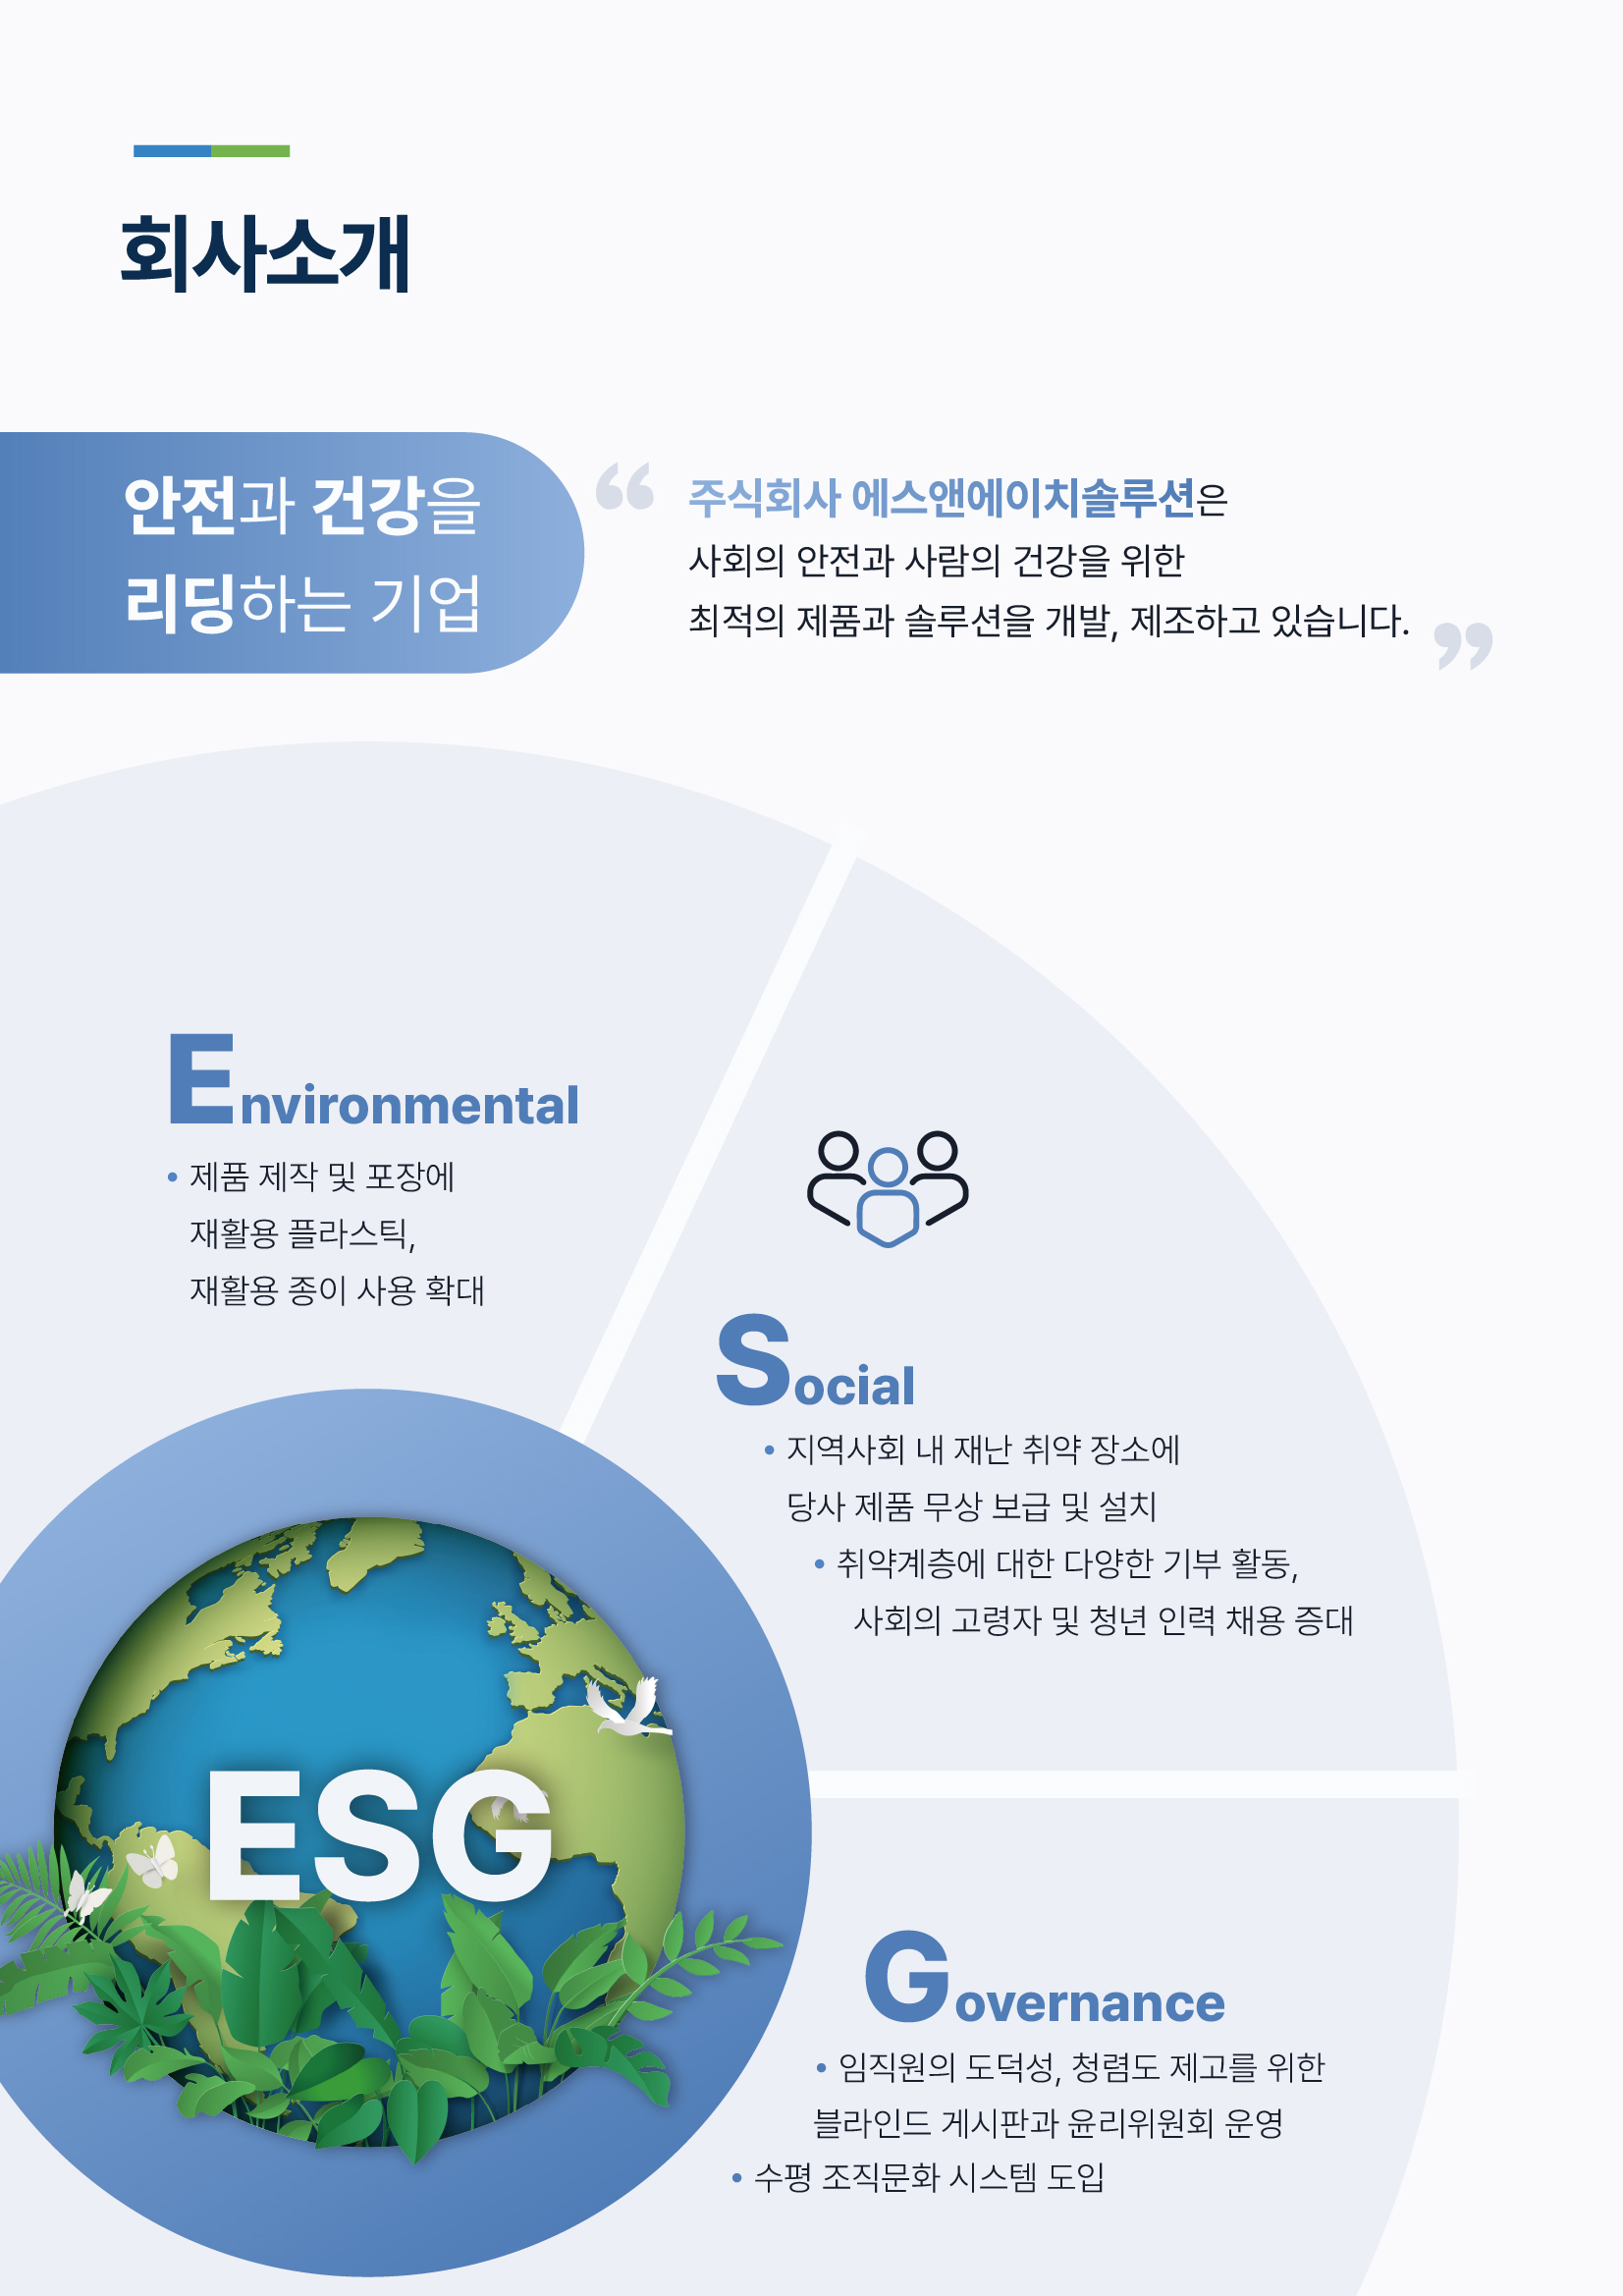 회사소개
안전과 건강을
리딩하는 기업
“ 주식회사 에스앤에이치솔루션은
사회의 안전과 사람의 건강을 위한
최적의 제품과 솔루션을 개발, 제조하고 있습니다. ”
Environmental
• 제품 제작 및 포장에
재활용 플라스틱,
재활용 종이 사용 확대
Social
• 지역사회 내 재난 취약 장소에
당사 제품 무상 보급 및 설치
• 취약계층에 대한 다양한 기부 활동,
사회의 고령자 및 청년 인력 채용 증대
ESG
Governance
• 임직원의 도덕성, 청렴도 제고를 위한
블라인드 게시판과 윤리위원회 운영
• 수평 조직문화 시스템 도입